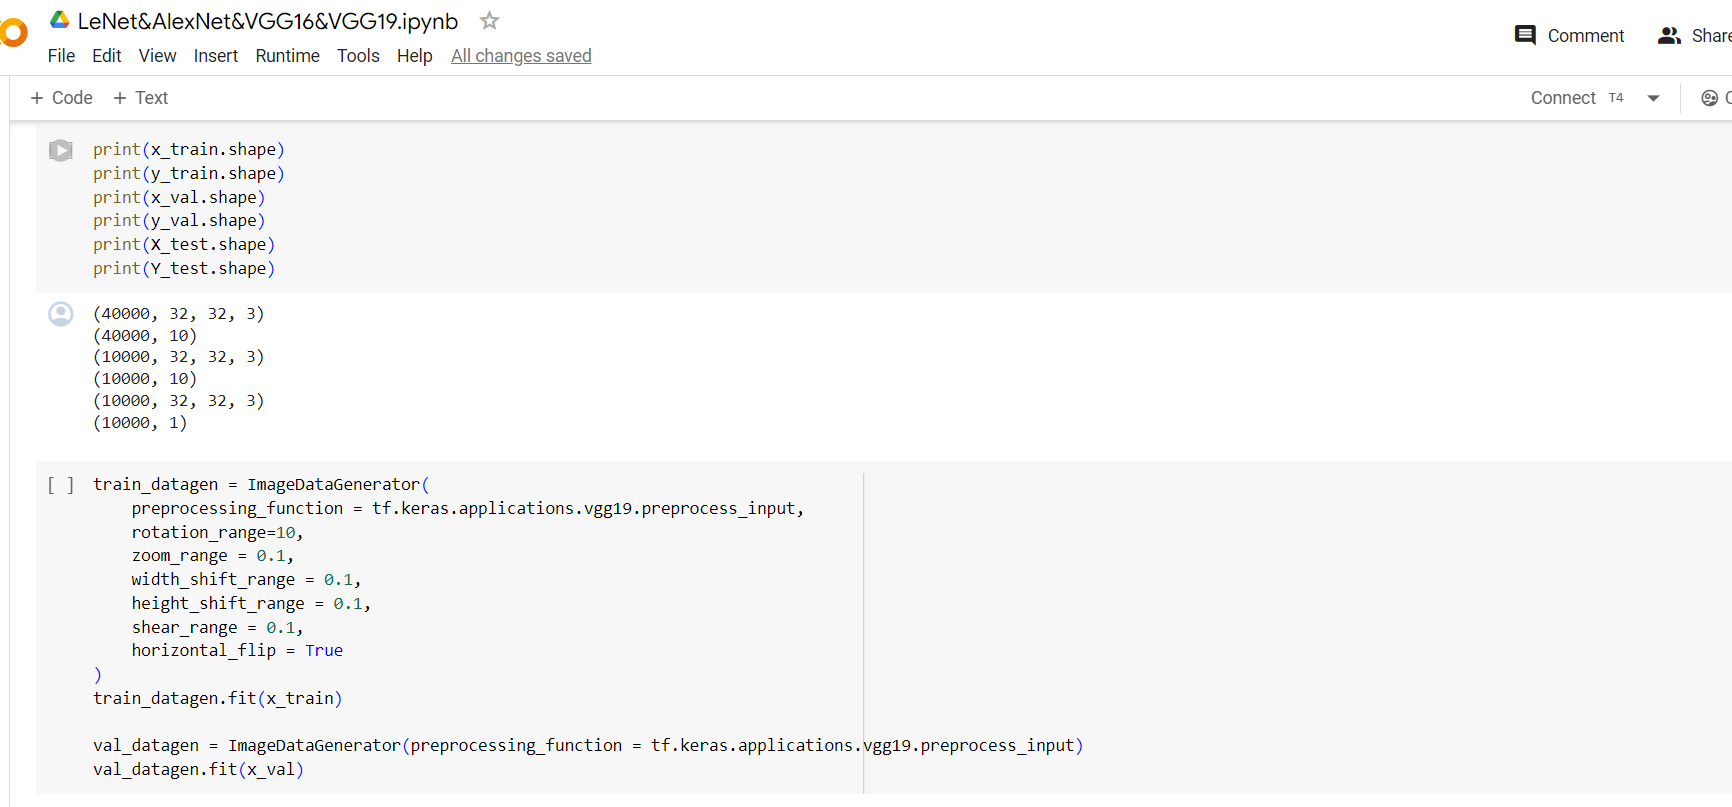 LeNet&AlexNet&VGG16&VGG19.ipynb
File Edit View Insert Runtime Tools Help All changes saved
Comment
Share
+ Code + Text
Connect T4
print(x_train.shape)
print(y_train.shape)
print(x_val.shape)
print(y_val.shape)
print(X_test.shape)
print(Y_test.shape)
(40000, 32, 32, 3)
(40000, 10)
(10000, 32, 32, 3)
(10000, 10)
(10000, 32, 32, 3)
(10000, 1)
[ ] train_datagen = ImageDataGenerator(
preprocessing_function = tf.keras.applications.vgg19.preprocess_input,
rotation_range=10,
zoom_range = 0.1,
width_shift_range = 0.1,
height_shift_range = 0.1,
shear_range = 0.1,
horizontal_flip = True
)
train_datagen.fit(x_train)
val_datagen = ImageDataGenerator(preprocessing_function = tf.keras.applications.vgg19.preprocess_input)
val_datagen.fit(x_val)